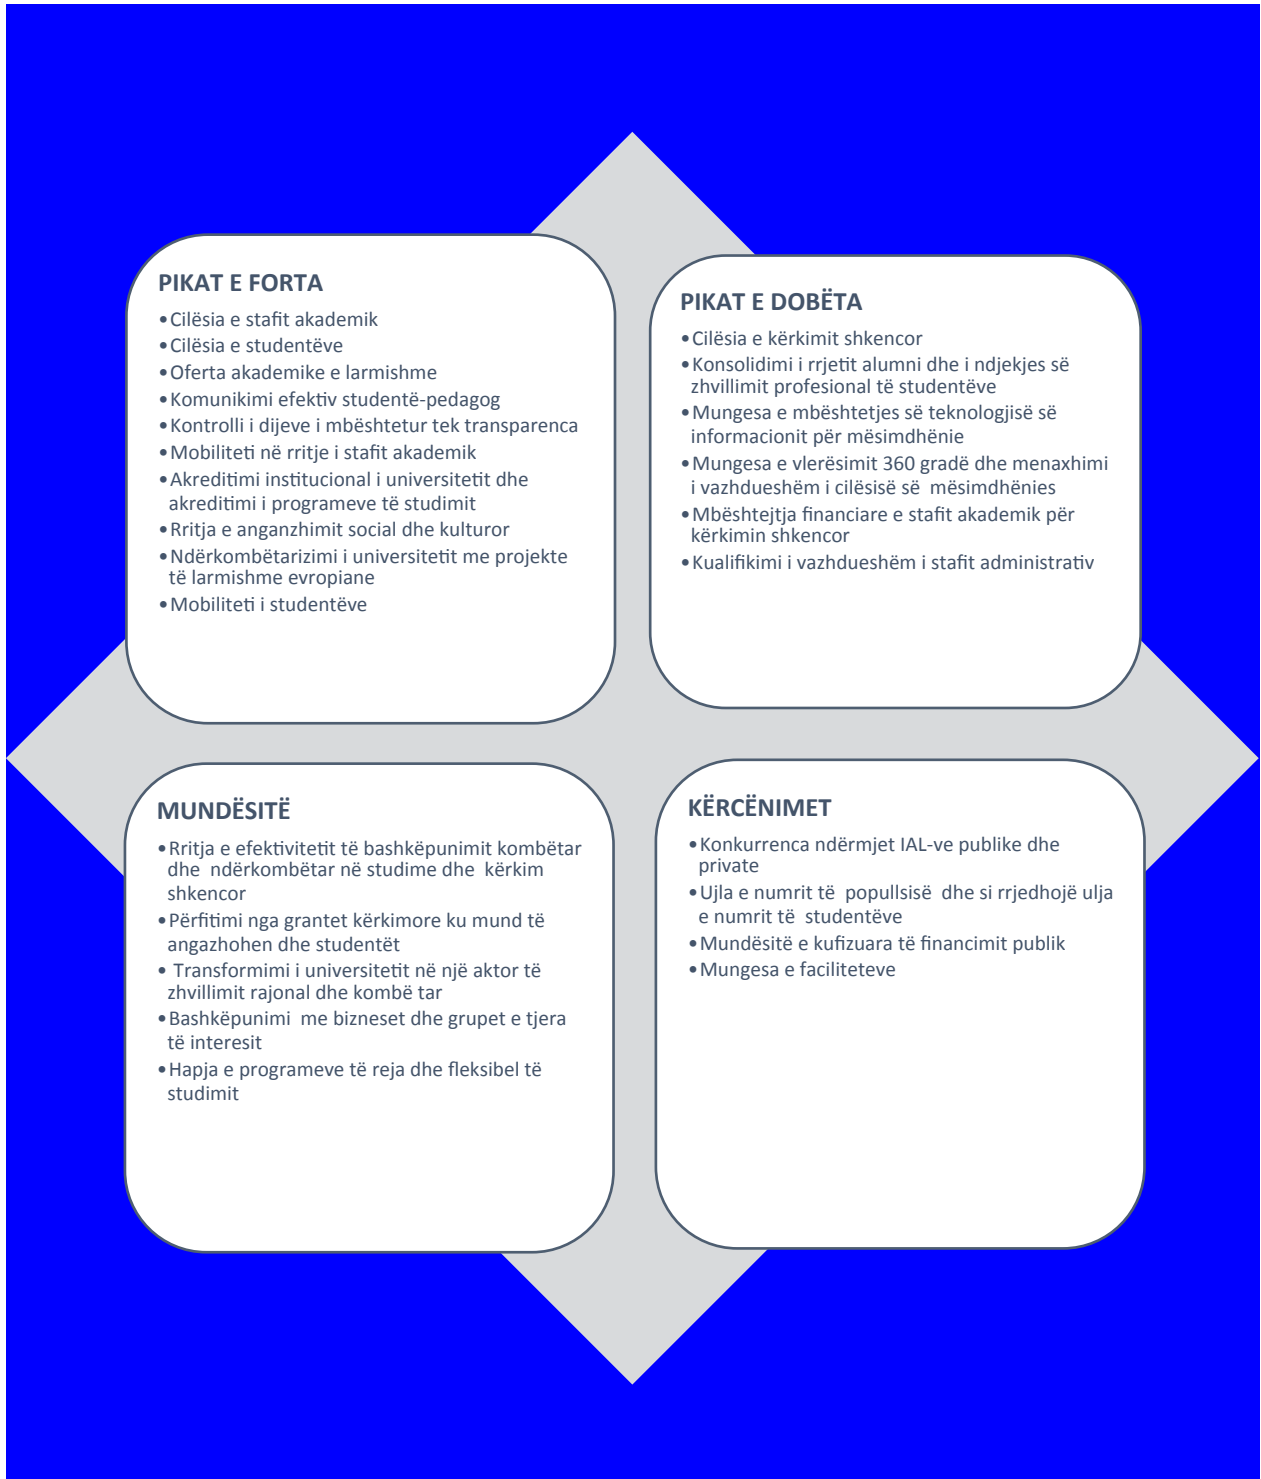 PIKAT E FORTA
•Cilësia e stafit akademik
•Cilësia e studentëve
•Oferta akademike e larmishme
•Komunikimi efektiv studentë-pedagog
•Kontrolli i dijeve i mbështetur tek transparenca
•Mobiliteti në rritje i stafit akademik
•Akreditimi institucional i universitetit dhe
akreditimi i programeve të studimit
•Rritja e anganzhimit social dhe kulturor
•Ndërkombëtarizimi i universitetit me projekte
të larmishme evropiane
•Mobiliteti i studentëve
PIKAT E DOBËTA
•Cilësia e kërkimit shkencor
•Konsolidimi i rrjetit alumni dhe i ndjekjes së
zhvillimit profesional të studentëve
•Mungesa e mbështetjes së teknologjisë së
informacionit për mësimdhënie
•Mungesa e vlerësimit 360 gradë dhe menaxhimi
i vazhdueshëm i cilësisë së mësimdhënies
•Mbështejtja financiare e stafit akademik për
kërkimin shkencor
•Kualifikimi i vazhdueshëm i stafit administrativ
MUNDËSITË
•Rritja e efektivitetit të bashkëpunimit kombëtar
dhe ndërkombëtar në studime dhe kërkim
shkencor
•Përfitimi nga grantet kërkimore ku mund të
angazhohen dhe studentët
• Transformimi i universitetit në një aktor të
zhvillimit rajonal dhe kombë tar
•Bashkëpunimi me bizneset dhe grupet e tjera
të interesit
•Hapja e programeve të reja dhe fleksibel të
studimit
KËRCËNIMET
•Konkurrenca ndërmjet IAL-ve publike dhe
private
•Ujla e numrit të popullsisë dhe si rrjedhojë ulja
e numrit të studentëve
•Mundësitë e kufizuara të financimit publik
•Mungesa e faciliteteve